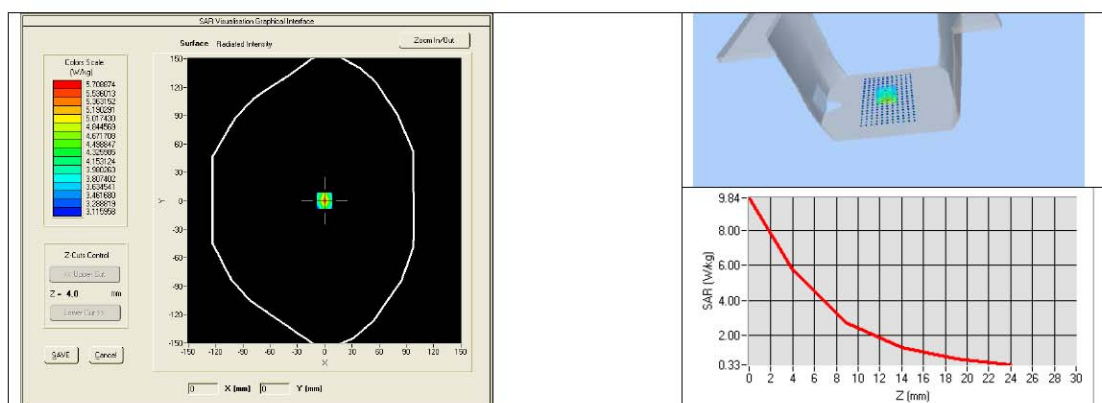 SAR Visualisation Graphical Interface
Surface Radiated Intensity
Zoom In/Out
Colors Scale
(W/kg)
5.708874
5.536013
5.363152
5.190291
5.017430
4.844569
4.671708
4.498847
4.325985
4.153124
3.980263
3.807402
3.634541
3.461680
3.288819
3.115958
150
120
90
60
30
0
-30
-60
-90
-120
-150
Y
-150 -120 -90 -60 -30 0 30 60 90 120 150
X
Z-Cuts Control
<< Upper Cut
Z = 4.0 mm
Lower Cut >>
SAVE Cancel
0 X (mm) 0 Y (mm)
9.84
8.00
6.00
4.00
2.00
0.33
SAR (W/kg)
0 2 4 6 8 10 12 14 16 18 20 22 24 26 28 30
Z (mm)